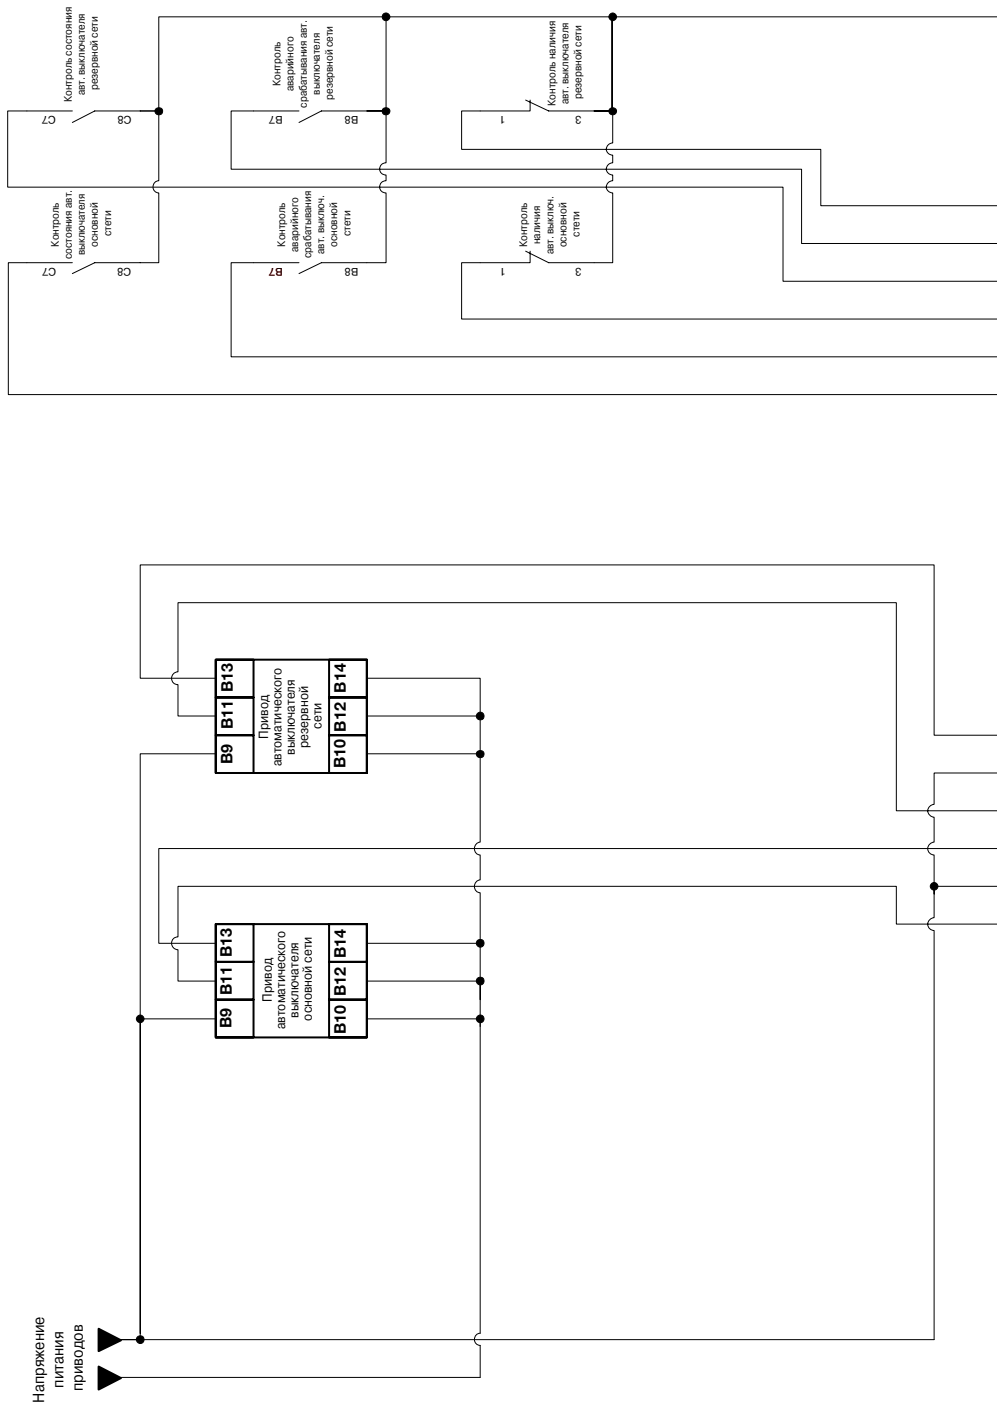 Контроль состояния
авт. выключателя
резервной сети
C7
C8
Контроль
аварийного
срабатывания авт.
выключателя
резервной сети
B7
B8
Контроль наличия
авт. выключателя
резервной сети
1
3
Контроль
состояния авт.
выключателя
основной
стети
C7
C8
Контроль
аварийного
срабатывания
авт. выключ.
основной
стети
B7
B8
Контроль
наличия
авт. выключ.
основной
стети
1
3
B13
B11
B9
Привод
автоматического
выключателя
резервной
сети
B14
B12
B10
B13
B11
B9
Привод
автоматического
выключателя
основной сети
B14
B12
B10
Напряжение
питания
приводов